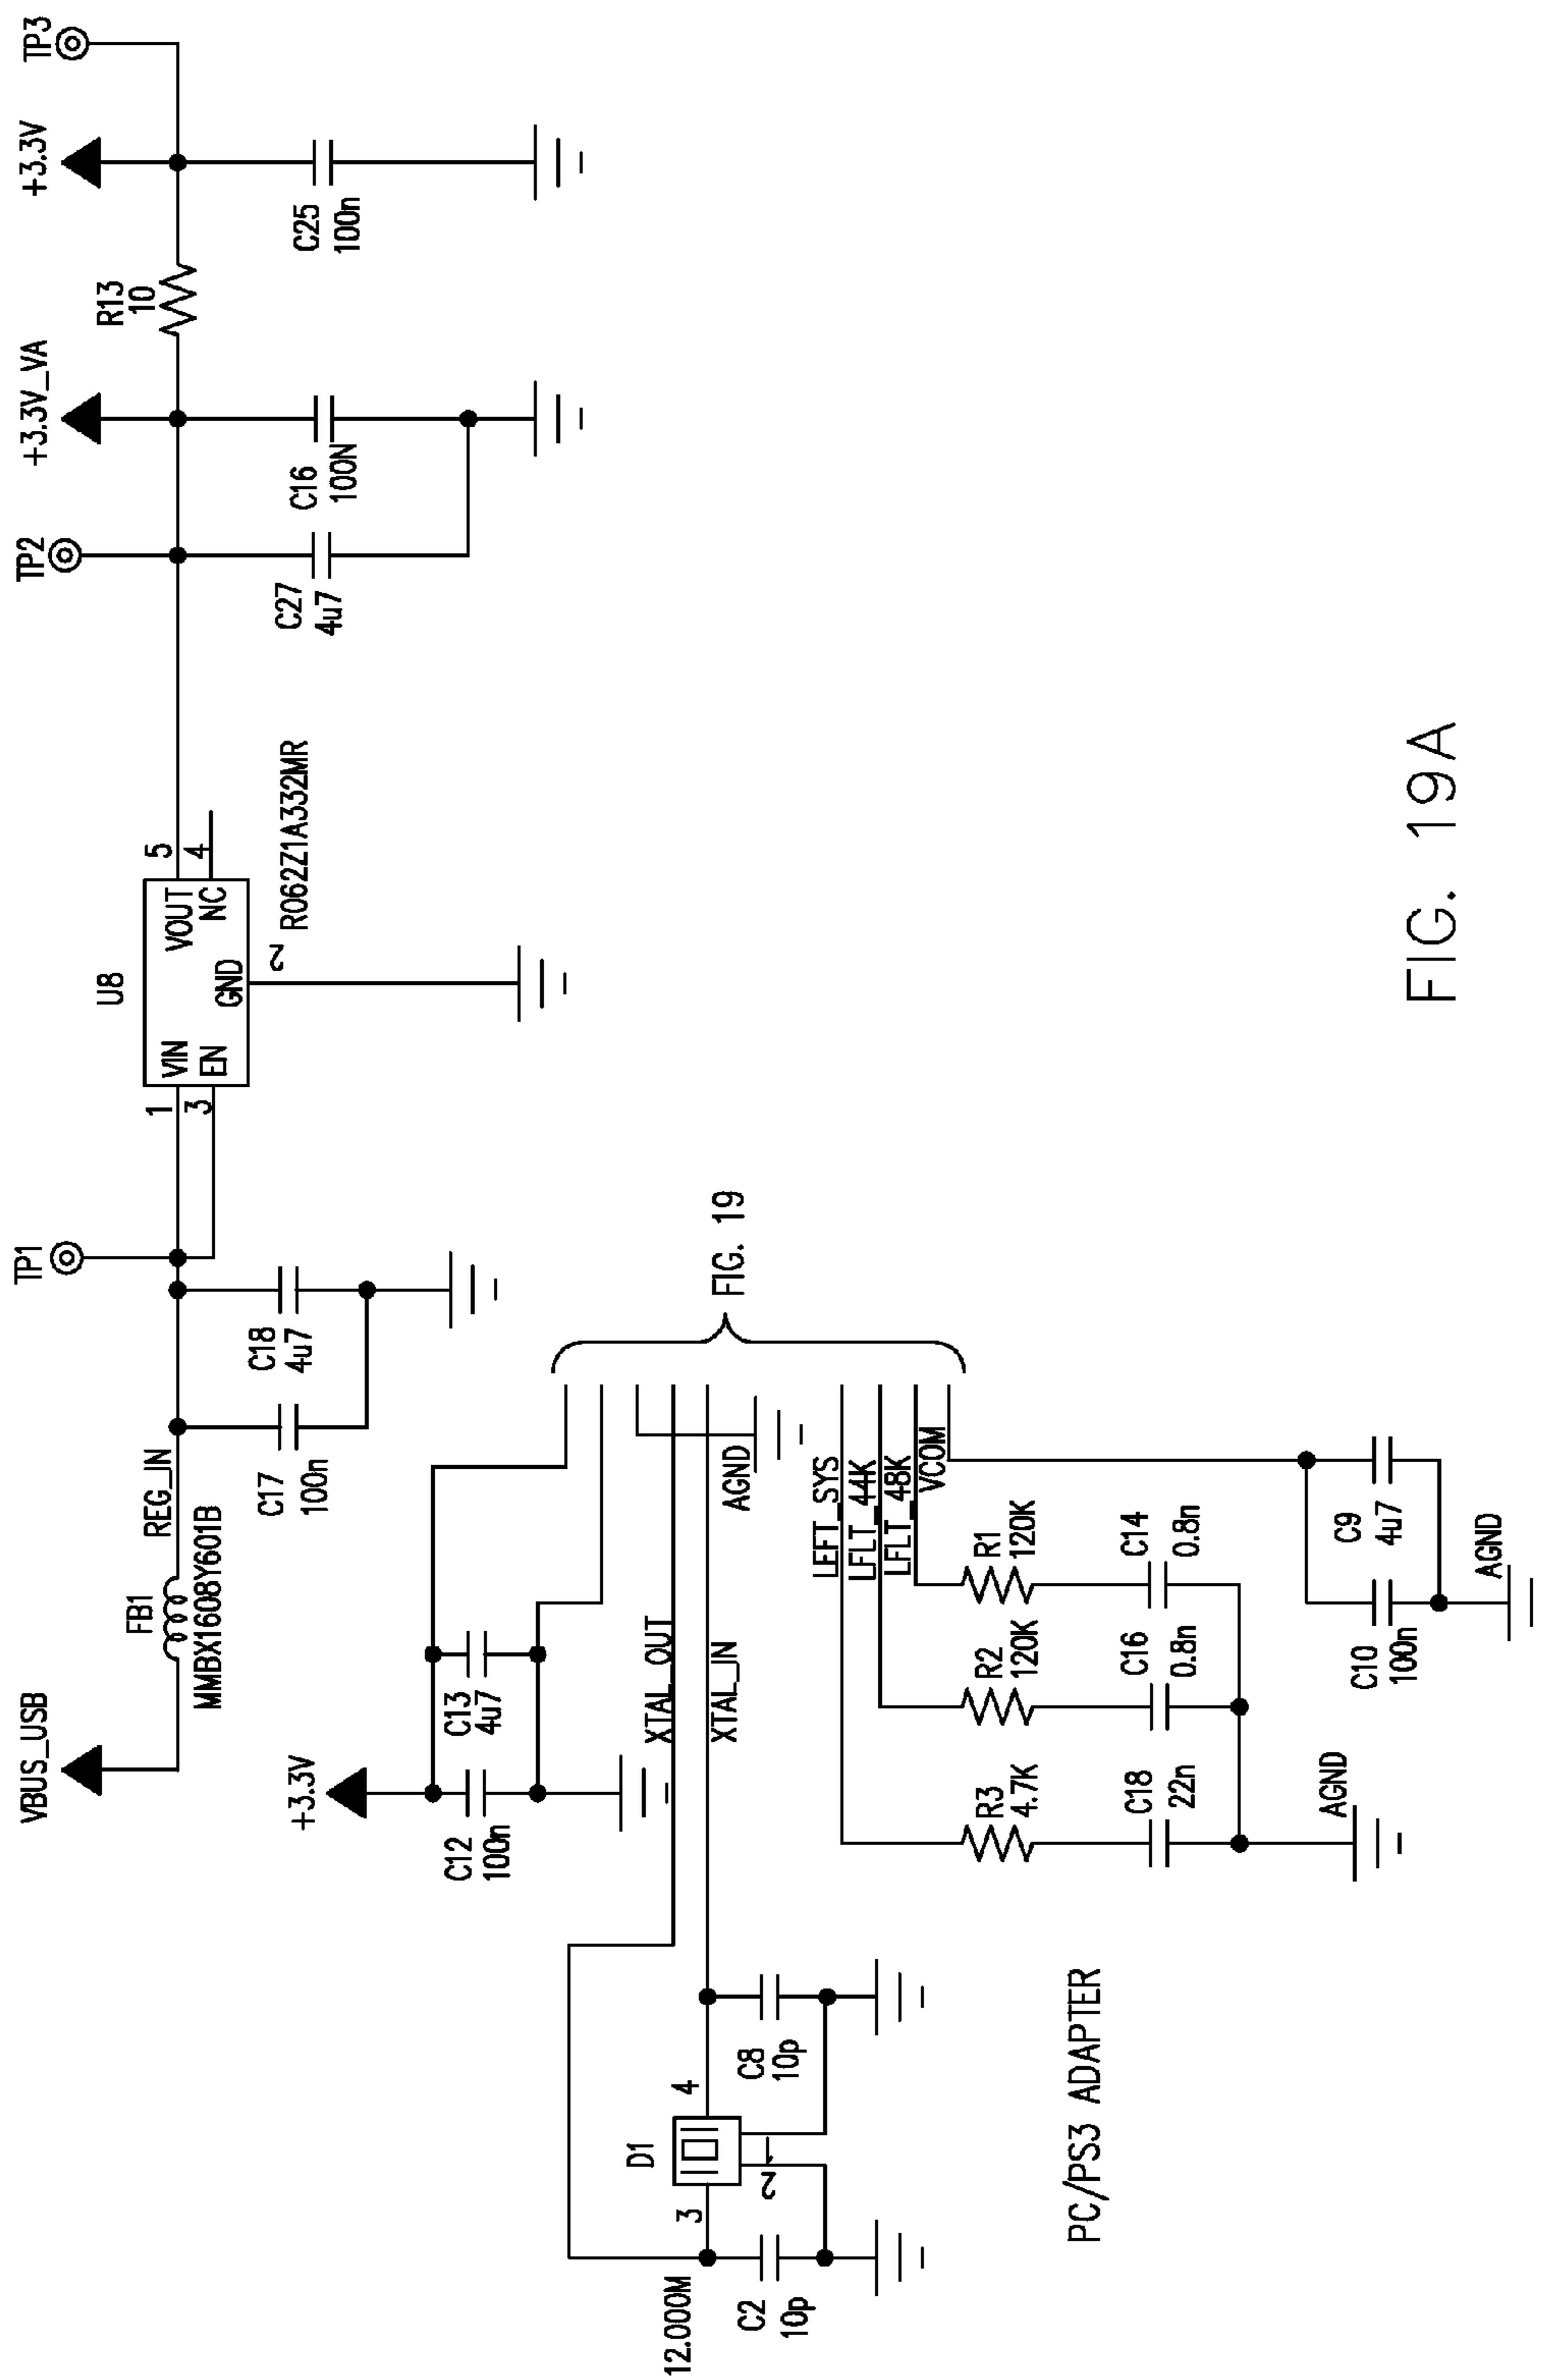 VBUS_USB
FB1
MMBX1608Y601B
REG_IN
C17
100n
C18
4u7
TP1
1
3
U8
VIN
EN
GND
VOUT
NC
2
5
4
R062Z1A332MR
TP2
C27
4u7
+3.3V_VA
C16
100N
R13
10
+3.3V
C25
100n
TP3
+3.3V
C12
100n
C13
4u7
XTAL_OUT
XTAL_IN
AGND
FIG. 19
12.000M
C2
10p
3
D1
2
1
4
C8
10p
LEFT_SYS
LFLT_44K
LFLT_48K
VCOM
R3
4.7K
R2
120K
R1
120K
C18
22n
C16
0.8n
C14
0.8n
AGND
C10
100n
C9
4u7
AGND
PC/PS3 ADAPTER
FIG. 19A